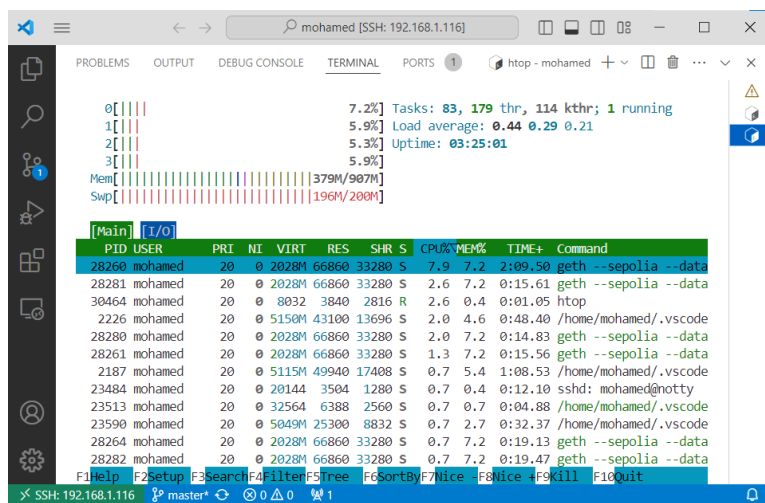 mohamed [SSH: 192.168.1.116]
PROBLEMS OUTPUT DEBUG CONSOLE TERMINAL PORTS 1 htop - mohamed
0[|||| 7.2%] Tasks: 83, 179 thr, 114 kthr; 1 running
1[||| 5.9%] Load average: 0.44 0.29 0.21
2[||| 5.3%] Uptime: 03:25:01
3[||| 5.9%]
Mem[||||||||||||||||||||||||||379M/907M]
Swp[||||||||||||||||||||||||||196M/200M]
[Main] [I/O]
PID USER PRI NI VIRT RES SHR S CPU%▽MEM% TIME+ Command
28260 mohamed 20 0 2028M 66860 33280 S 7.9 7.2 2:09.50 geth --sepolia --data
28281 mohamed 20 0 2028M 66860 33280 S 2.6 7.2 0:15.61 geth --sepolia --data
30464 mohamed 20 0 8032 3840 2816 R 2.6 0.4 0:01.05 htop
2226 mohamed 20 0 5150M 43100 13696 S 2.0 4.6 0:48.40 /home/mohamed/.vscode
28280 mohamed 20 0 2028M 66860 33280 S 2.0 7.2 0:14.83 geth --sepolia --data
28261 mohamed 20 0 2028M 66860 33280 S 1.3 7.2 0:15.56 geth --sepolia --data
2187 mohamed 20 0 5115M 49940 17408 S 0.7 5.4 1:08.53 /home/mohamed/.vscode
23484 mohamed 20 0 20144 3504 1280 S 0.7 0.4 0:12.10 sshd: mohamed@notty
23513 mohamed 20 0 32564 6388 2560 S 0.7 0.7 0:04.88 /home/mohamed/.vscode
23590 mohamed 20 0 5049M 25300 8832 S 0.7 2.7 0:32.37 /home/mohamed/.vscode
28264 mohamed 20 0 2028M 66860 33280 S 0.7 7.2 0:19.13 geth --sepolia --data
28282 mohamed 20 0 2028M 66860 33280 S 0.7 7.2 0:19.47 geth --sepolia --data
F1Help F2Setup F3SearchF4FilterF5Tree F6SortByF7Nice -F8Nice +F9Kill F10Quit
1
SSH: 192.168.1.116 master* 0 0 1